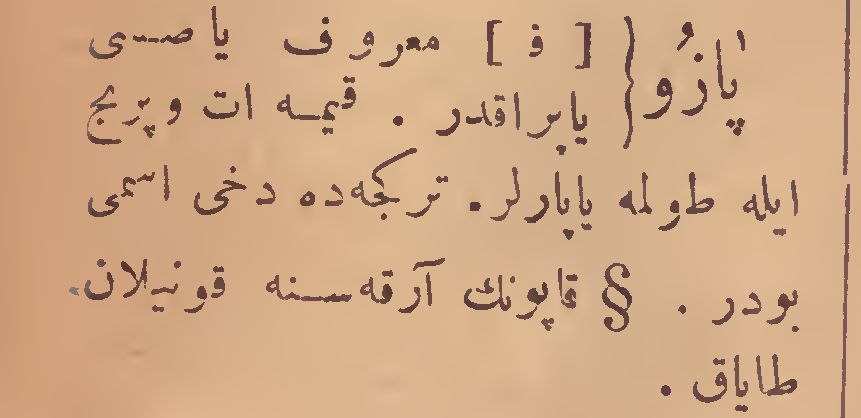 پازُو { [ ف ] معروف یاصی
یاپراقدر . قیمه ات وپرنج
ایله طولمه یاپارلر. ترکجه‌ده دخی اسمی
بودر . § قاپونك آرقه‌سنه قونیلان
طایاق .